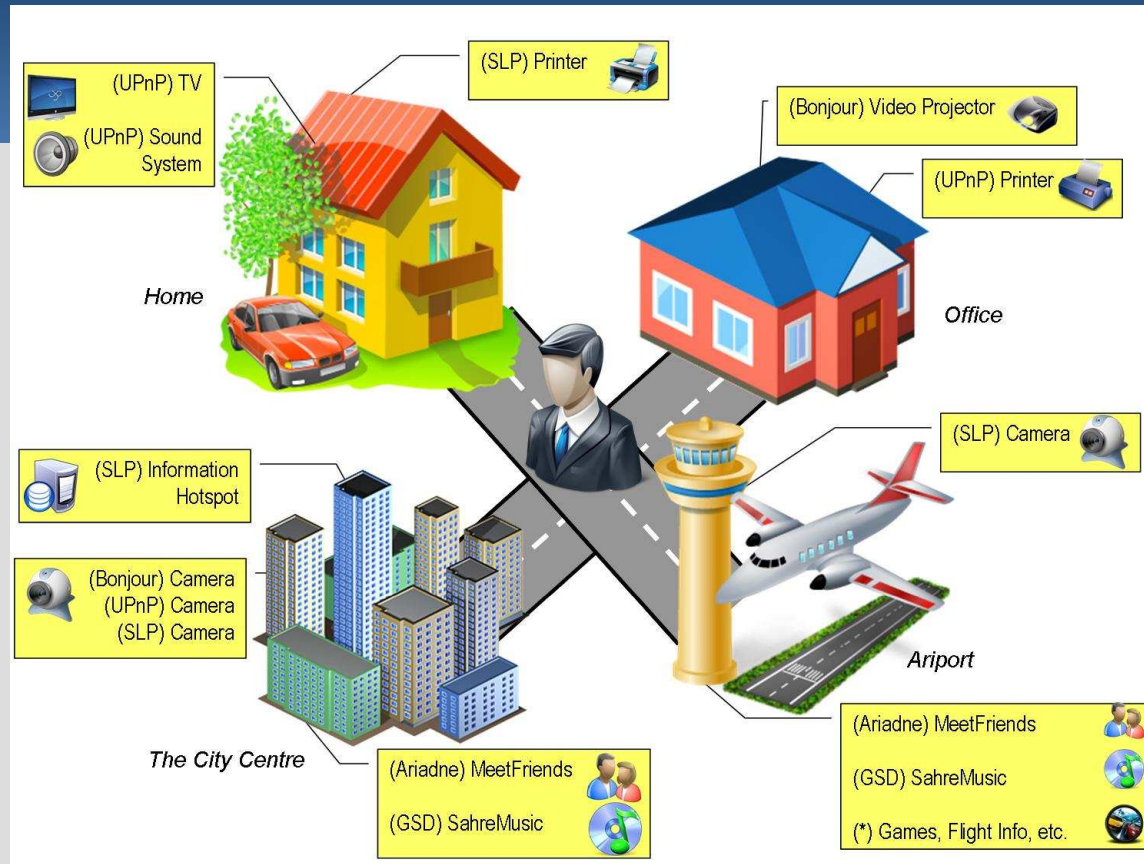 (UPnP) TV
(UPnP) Sound
System
(SLP) Printer
(Bonjour) Video Projector
(UPnP) Printer
Home
Office
(SLP) Information
Hotspot
(SLP) Camera
(Bonjour) Camera
(UPnP) Camera
(SLP) Camera
Ariport
The City Centre
(Ariadne) MeetFriends
(GSD) SahreMusic
(Ariadne) MeetFriends
(GSD) SahreMusic
(*) Games, Flight Info, etc.